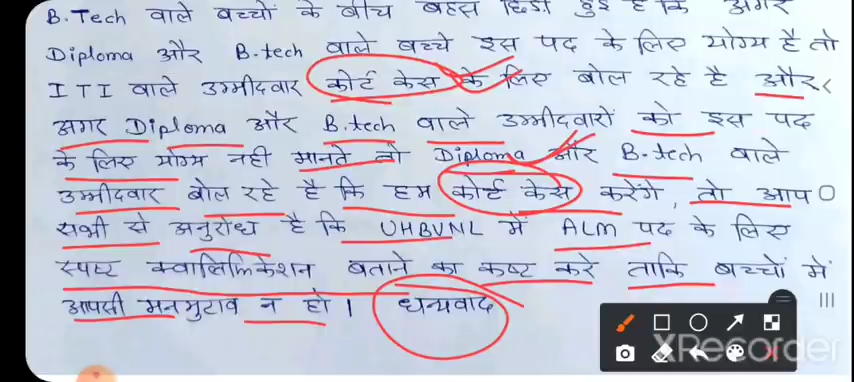 B.Tech वाले बच्चों के बीच बहस छिडी हुई है कि अगर
Diploma और B.tech वाले बच्चे इस पद के लिए योग्य है तो
ITI वाले उम्मीदवार कोर्ट केस के लिए बोल रहे है और
अगर Diploma और B.tech वाले उम्मीदवारों को इस पद
के लिए योग्य नही मानते तो Diploma और B.tech वाले
उम्मीदवार बोल रहे है कि हम कोर्ट केस करेंगे, तो आप
सभी से अनुरोध है कि UHBVNL में ALM पद के लिए
स्पष्ट क्वालिफिकेशन बताने का कष्ट करे ताकि बच्चों में
आपसी मनमुटाव न हो। धन्यवाद
XRecorder